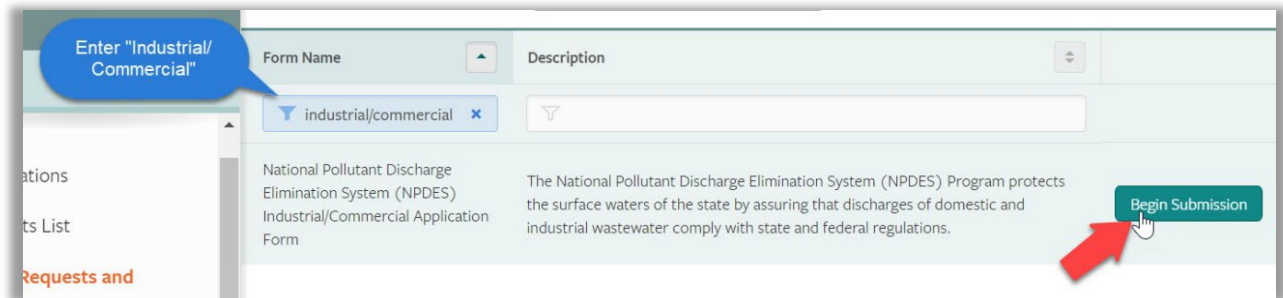 Enter "Industrial/
Commercial"
Form Name
Description
industrial/commercial
National Pollutant Discharge
Elimination System (NPDES)
Industrial/Commercial Application
Form
The National Pollutant Discharge Elimination System (NPDES) Program protects
the surface waters of the state by assuring that discharges of domestic and
industrial wastewater comply with state and federal regulations.
Begin Submission
ations
ts List
Requests and